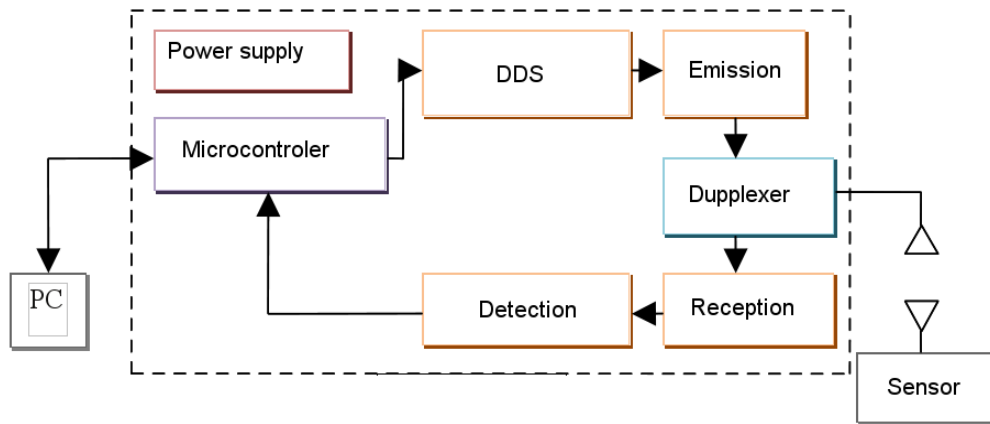 Power supply
DDS
Emission
Microcontroler
Dupplexer
PC
Detection
Reception
Sensor